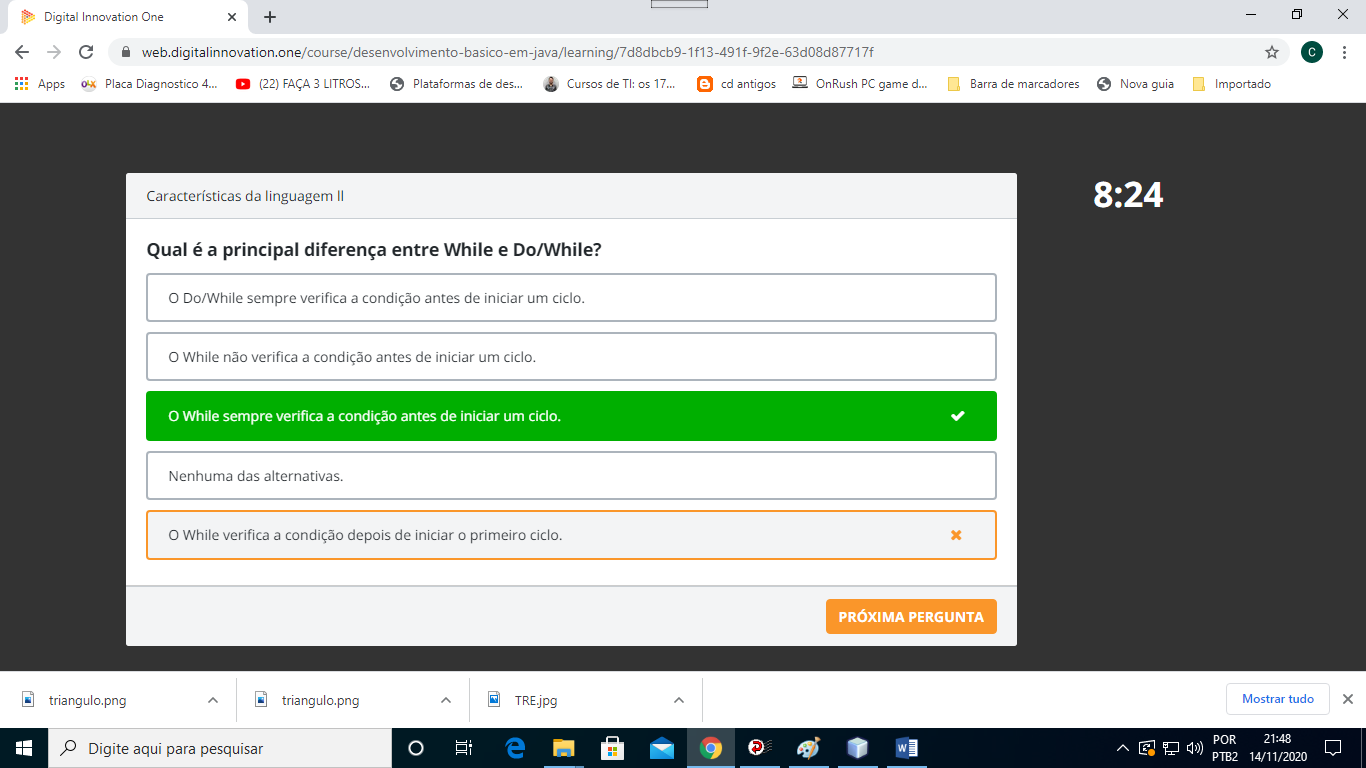 Digital Innovation One
web.digitalinnovation.one/course/desenvolvimento-basico-em-java/learning/7d8dbcb9-1f13-491f-9f2e-63d08d87717f
C
Apps
Placa Diagnostico 4...
(22) FAÇA 3 LITROS...
Plataformas de des...
Cursos de TI: os 17...
cd antigos
OnRush PC game d...
Barra de marcadores
Nova guia
Importado
Características da linguagem ll
8:24
Qual é a principal diferença entre While e Do/While?
O Do/While sempre verifica a condição antes de iniciar um ciclo.
O While não verifica a condição antes de iniciar um ciclo.
O While sempre verifica a condição antes de iniciar um ciclo.
Nenhuma das alternativas.
O While verifica a condição depois de iniciar o primeiro ciclo.
PRÓXIMA PERGUNTA
triangulo.png
triangulo.png
TRE.jpg
Mostrar tudo
Digite aqui para pesquisar
POR
PTB2
21:48
14/11/2020